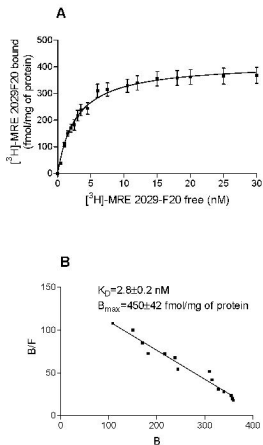 A
500
400
300
200
100
0
[³H]-MRE 2029F20 bound
(fmol/mg of protein)
0 5 10 15 20 25 30
[³H]-MRE 2029-F20 free (nM)
B
K_D=2.8±0.2 nM
B_max=450±42 fmol/mg of protein
150
100
50
0
B/F
0 100 200 300 400
B